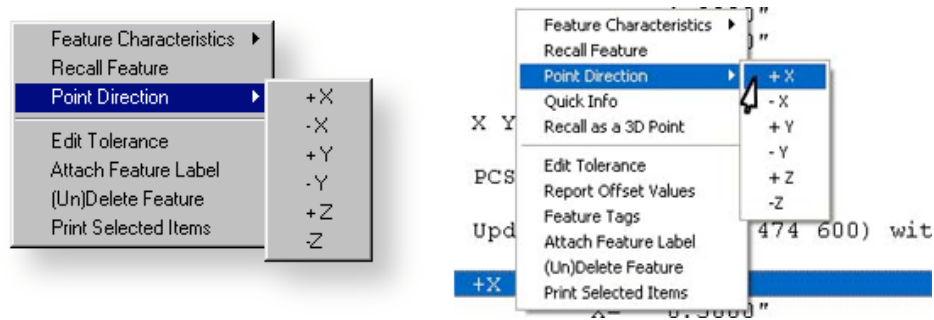 Feature Characteristics
Recall Feature
Point Direction
Edit Tolerance
Attach Feature Label
(Un)Delete Feature
Print Selected Items
+X
-X
+Y
-Y
+Z
-Z
Feature Characteristics
Recall Feature
Point Direction
Quick Info
Recall as a 3D Point
Edit Tolerance
Report Offset Values
Feature Tags
Attach Feature Label
(Un)Delete Feature
Print Selected Items
+ X
- X
+ Y
- Y
+ Z
-Z
X Y
PCS
Upd 474 600) wit
+X